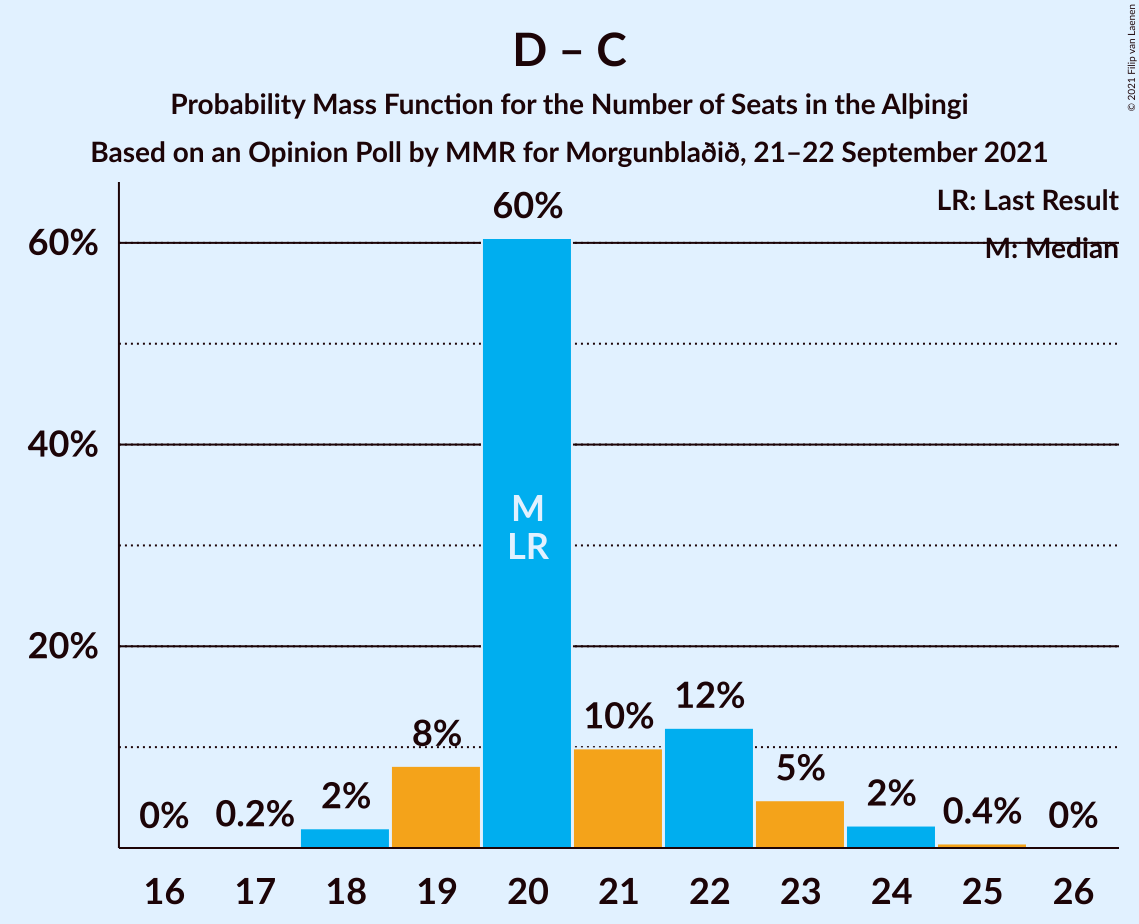 D – C
Probability Mass Function for the Number of Seats in the Alþingi
Based on an Opinion Poll by MMR for Morgunblaðið, 21–22 September 2021
© 2021 Filip van Laenen
LR: Last Result
M: Median
60%
40%
20%
0%
0.2%
2%
8%
60%
10%
12%
5%
2%
0.4%
0%
M
LR
16 17 18 19 20 21 22 23 24 25 26